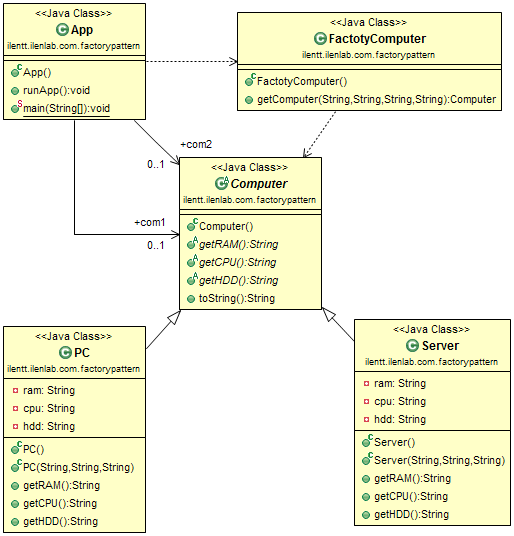 <<Java Class>>
App
ilentt.ilenlab.com.factorypattern
App()
runApp():void
main(String[]):void
<<Java Class>>
FactotyComputer
ilentt.ilenlab.com.factorypattern
FactotyComputer()
getComputer(String,String,String,String):Computer
+com2
0..1
+com1
0..1
<<Java Class>>
Computer
ilentt.ilenlab.com.factorypattern
Computer()
getRAM():String
getCPU():String
getHDD():String
toString():String
<<Java Class>>
PC
ilentt.ilenlab.com.factorypattern
ram: String
cpu: String
hdd: String
PC()
PC(String,String,String)
getRAM():String
getCPU():String
getHDD():String
<<Java Class>>
Server
ilentt.ilenlab.com.factorypattern
ram: String
cpu: String
hdd: String
Server()
Server(String,String,String)
getRAM():String
getCPU():String
getHDD():String